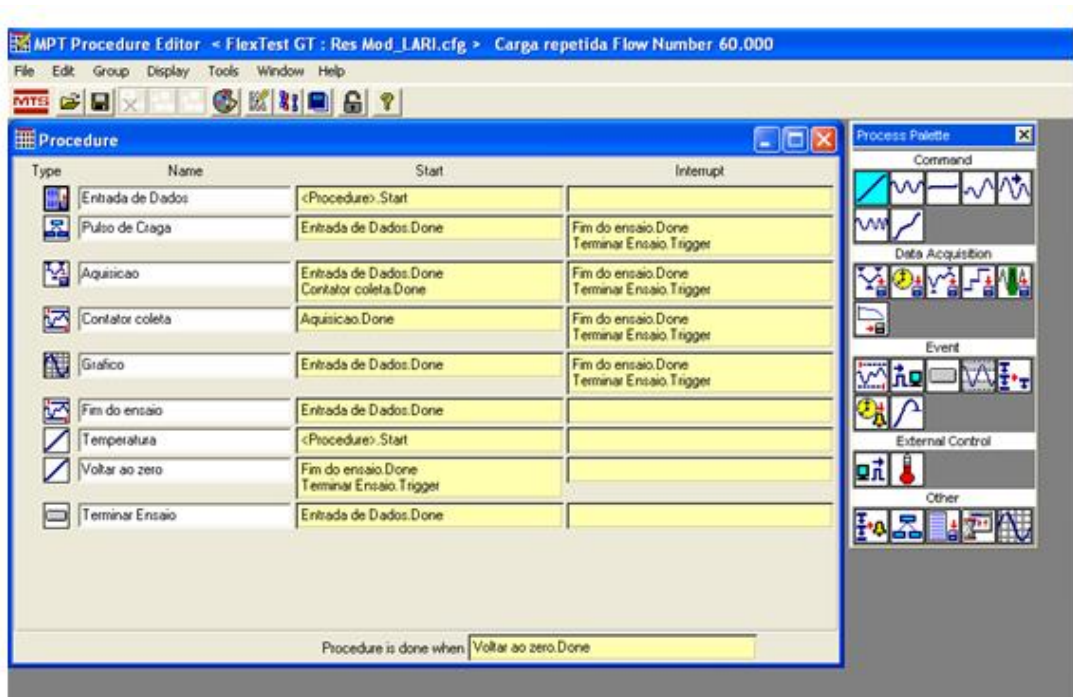 MPT Procedure Editor < FlexTest GT : Res Mod_LARI.cfg > Carga repetida Flow Number 60.000
File Edit Group Display Tools Window Help
MTS
Procedure
Type Name Start Interrupt
Entrada de Dados <Procedure>.Start
Pulso de Craga Entrada de Dados.Done Fim do ensaio.Done
Terminar Ensaio.Trigger
Aquisicao Entrada de Dados.Done Fim do ensaio.Done
Contator coleta.Done Terminar Ensaio.Trigger
Contator coleta Aquisicao.Done Fim do ensaio.Done
Terminar Ensaio.Trigger
Grafico Entrada de Dados.Done Fim do ensaio.Done
Terminar Ensaio.Trigger
Fim do ensaio Entrada de Dados.Done
Temperatura <Procedure>.Start
Voltar ao zero Fim do ensaio.Done
Terminar Ensaio.Trigger
Terminar Ensaio Entrada de Dados.Done
Procedure is done when Voltar ao zero.Done
Process Palette
Command
Data Acquisition
Event
External Control
Other